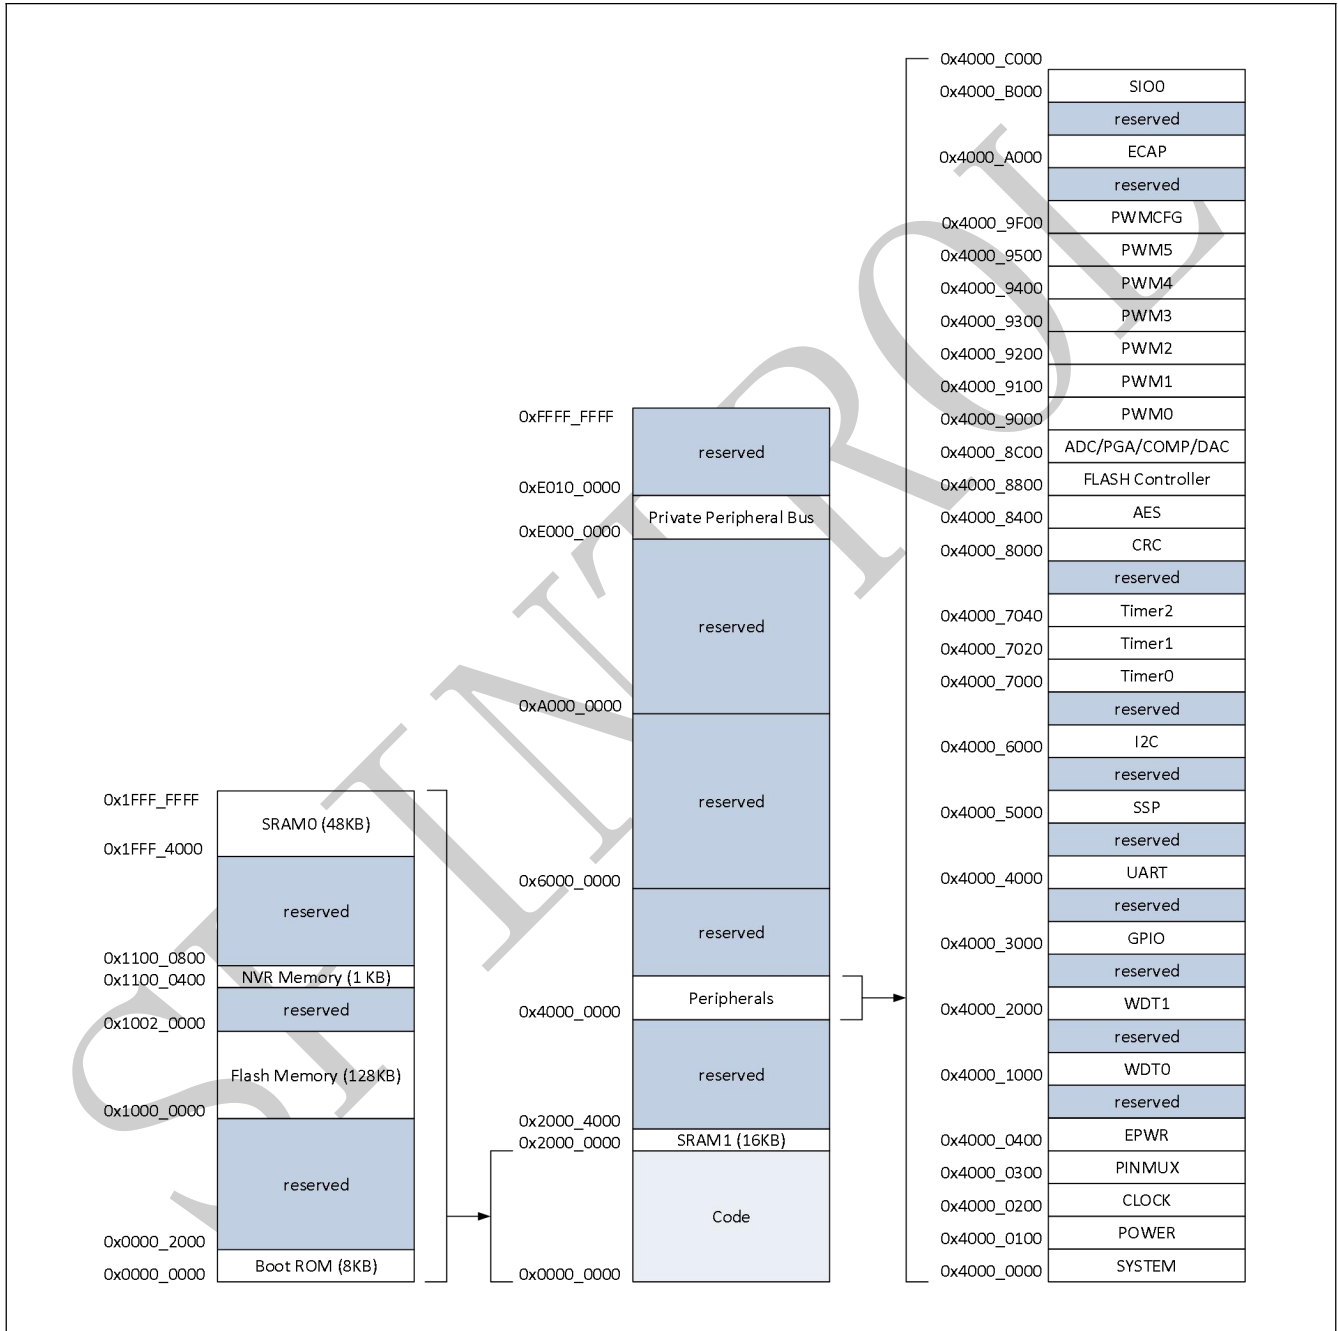 0x4000_C000
0x4000_B000 SIO0
reserved
0x4000_A000 ECAP
reserved
0x4000_9F00 PWMCFG
0x4000_9500 PWM5
0x4000_9400 PWM4
0x4000_9300 PWM3
0x4000_9200 PWM2
0x4000_9100 PWM1
0x4000_9000 PWM0
0x4000_8C00 ADC/PGA/COMP/DAC
0x4000_8800 FLASH Controller
0x4000_8400 AES
0x4000_8000 CRC
reserved
0x4000_7040 Timer2
0x4000_7020 Timer1
0x4000_7000 Timer0
reserved
0x4000_6000 I2C
reserved
0x4000_5000 SSP
reserved
0x4000_4000 UART
reserved
0x4000_3000 GPIO
reserved
0x4000_2000 WDT1
reserved
0x4000_1000 WDT0
reserved
0x4000_0400 EPWR
0x4000_0300 PINMUX
0x4000_0200 CLOCK
0x4000_0100 POWER
0x4000_0000 SYSTEM
0xFFFF_FFFF
reserved
0xE010_0000
Private Peripheral Bus
0xE000_0000
reserved
0xA000_0000
reserved
0x6000_0000
reserved
Peripherals
0x4000_0000
reserved
0x2000_4000
SRAM1 (16KB)
0x2000_0000
Code
0x0000_0000
0x1FFF_FFFF
SRAM0 (48KB)
0x1FFF_4000
reserved
0x1100_0800
NVR Memory (1 KB)
0x1100_0400
reserved
0x1002_0000
Flash Memory (128KB)
0x1000_0000
reserved
0x0000_2000
Boot ROM (8KB)
0x0000_0000